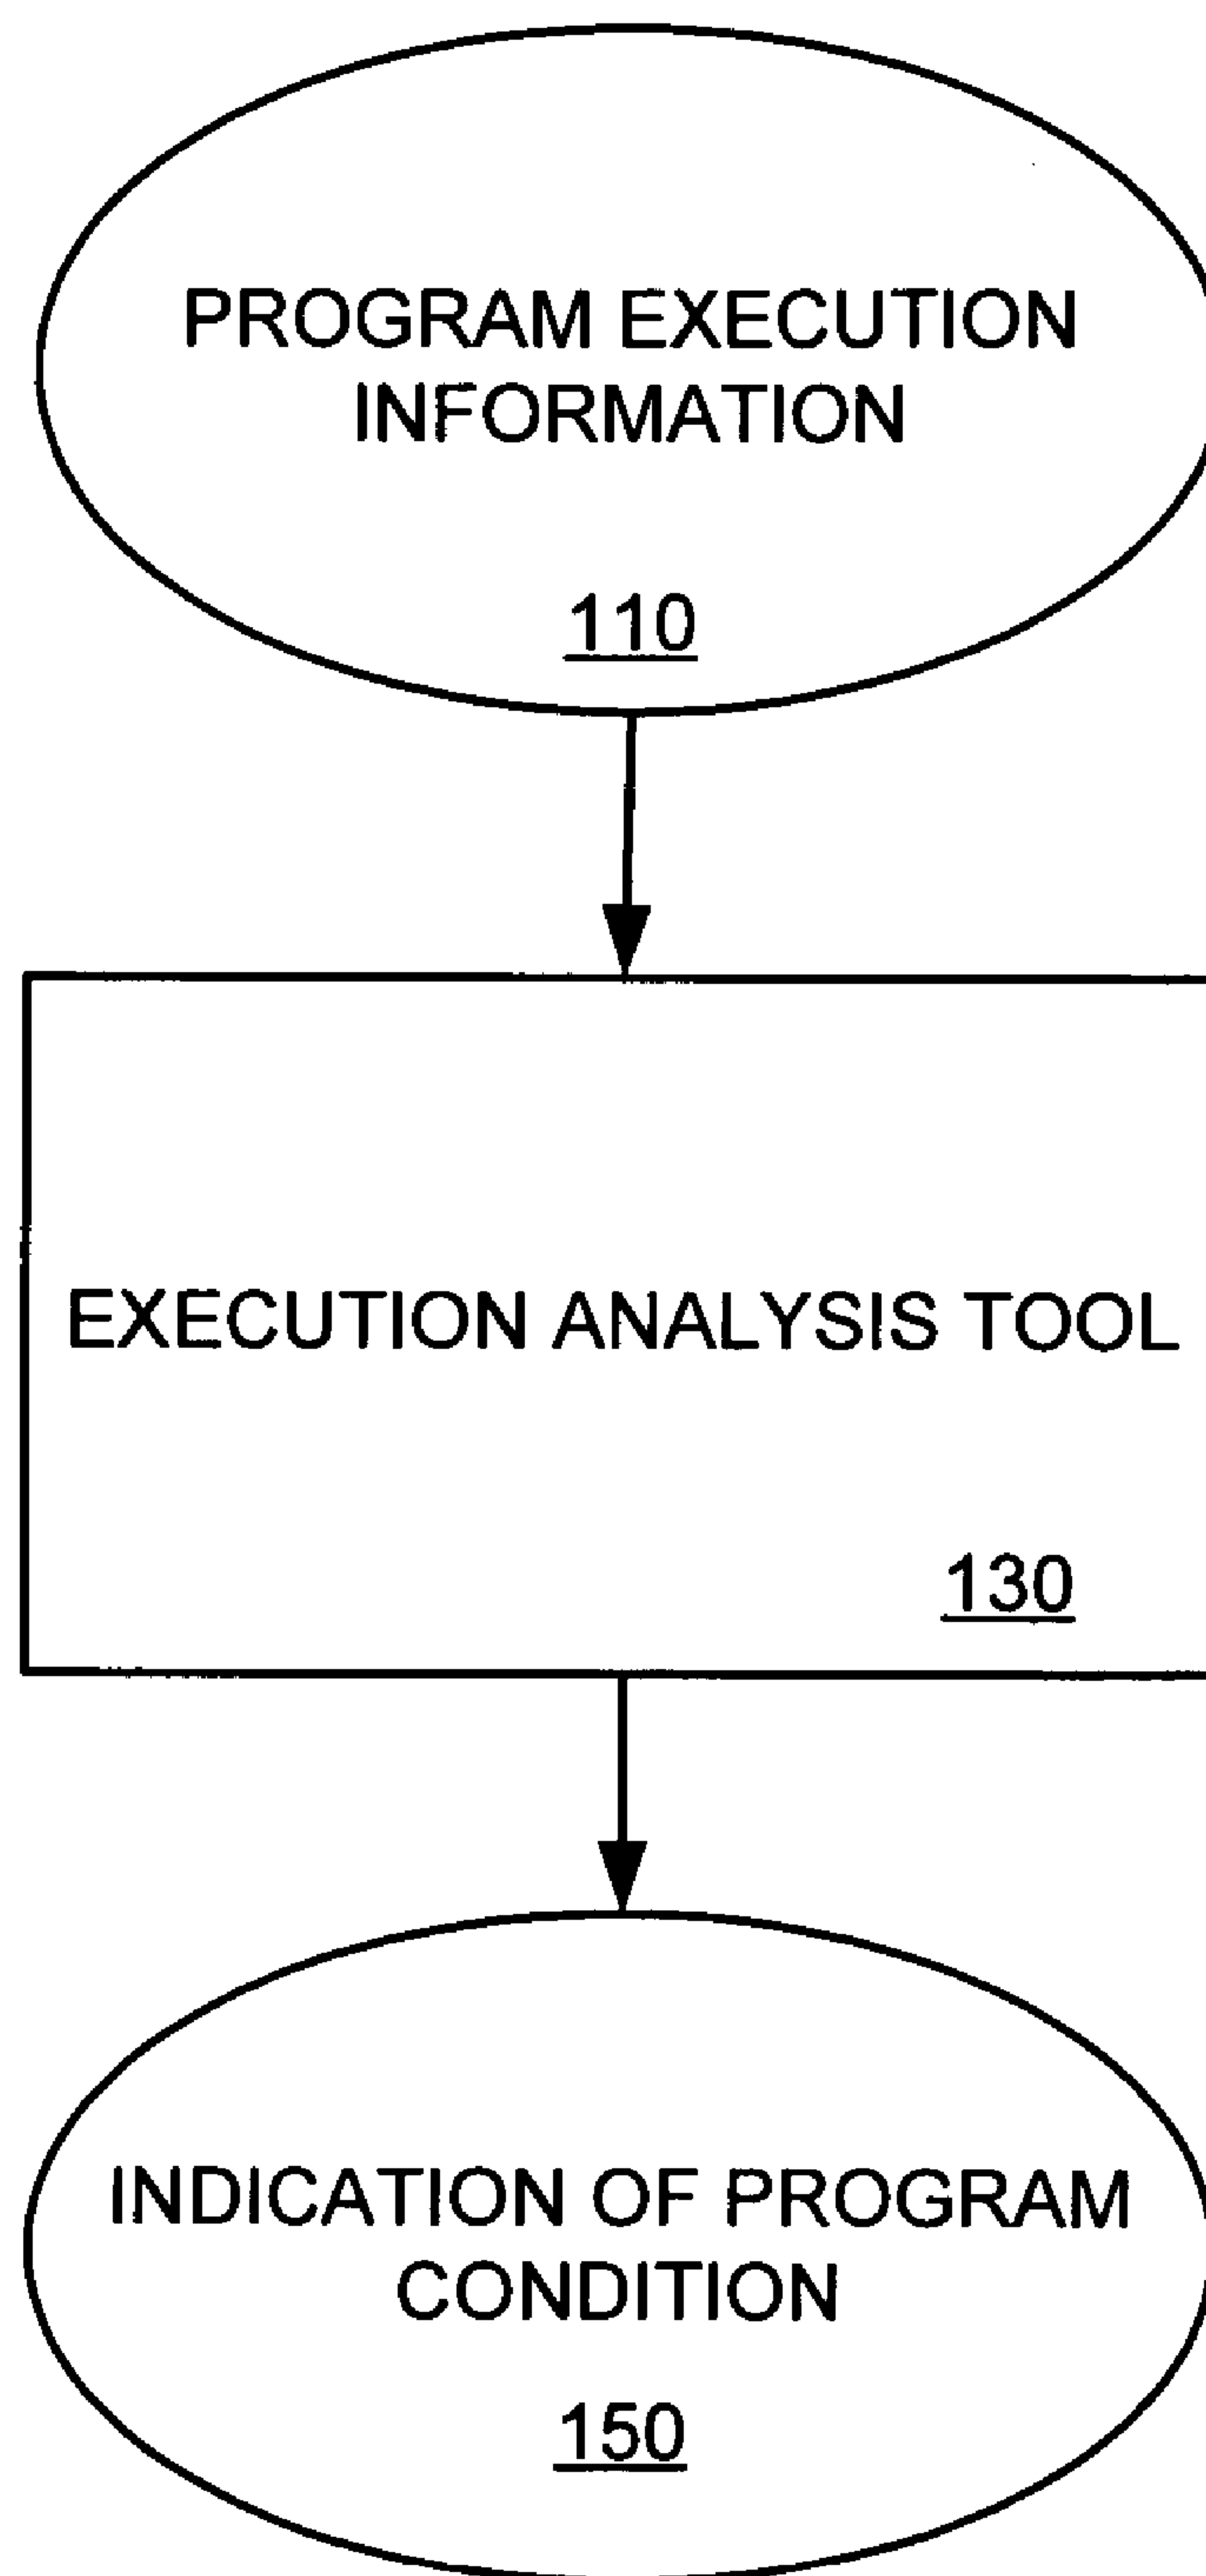 PROGRAM EXECUTION
INFORMATION
110
EXECUTION ANALYSIS TOOL
130
INDICATION OF PROGRAM
CONDITION
150